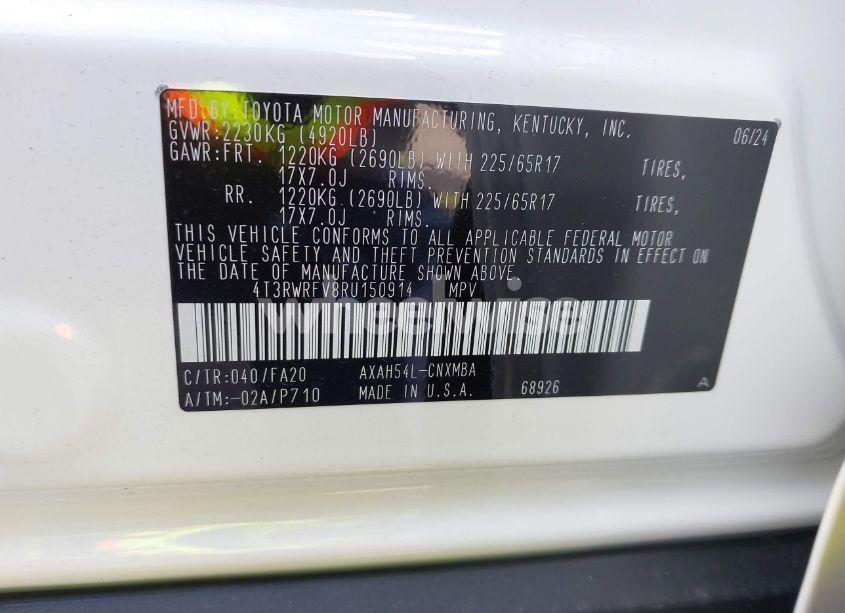 MFD.BY:TOYOTA MOTOR MANUFACTURING, KENTUCKY, INC. 06/24
GVWR:2230KG (4920LB)
GAWR:FRT. 1220KG (2690LB) WITH 225/65R17 TIRES,
17X7.0J RIMS.
RR. 1220KG (2690LB) WITH 225/65R17 TIRES,
17X7.0J RIMS.
THIS VEHICLE CONFORMS TO ALL APPLICABLE FEDERAL MOTOR
VEHICLE SAFETY AND THEFT PREVENTION STANDARDS IN EFFECT ON
THE DATE OF MANUFACTURE SHOWN ABOVE.
4T3RWRFV8RU150914 MPV
wheelwise
C/TR:040/FA20 AXAH54L-CNXMBA
A/TM:-02A/P710 MADE IN U.S.A. 68926 A